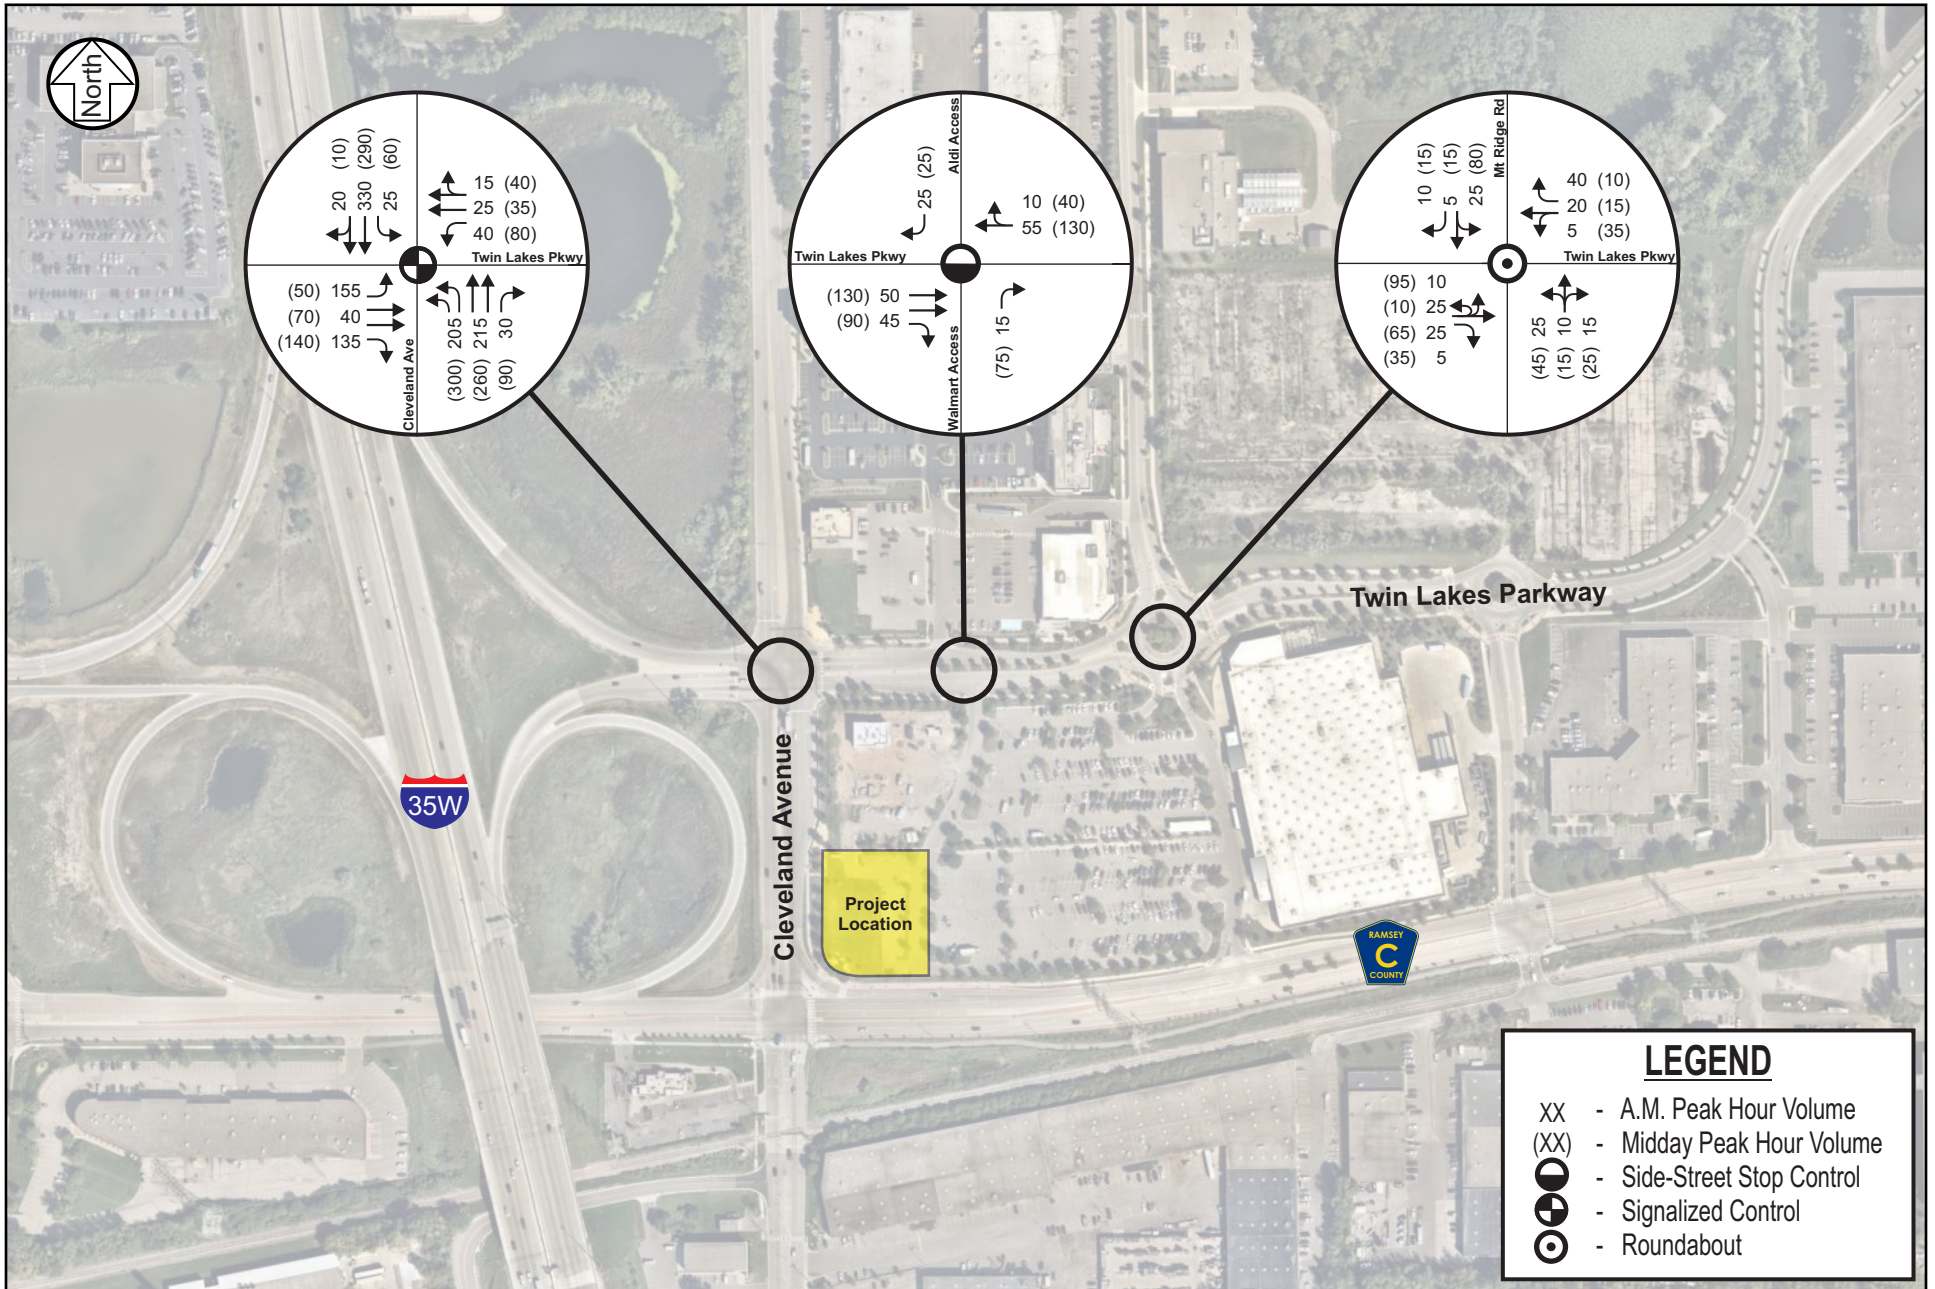 North
20 (10)
330 (290)
25 (60)
15 (40)
25 (35)
40 (80)
Twin Lakes Pkwy
(50) 155
(70) 40
(140) 135
Cleveland Ave
(300) 205
(260) 215
(90) 30
25 (25)
Aldi Access
10 (40)
55 (130)
Twin Lakes Pkwy
(130) 50
(90) 45
Walmart Access
(75) 15
10 (15)
5 (15)
25 (80)
Mt Ridge Rd
40 (10)
20 (15)
5 (35)
Twin Lakes Pkwy
(95) 10
(10) 25
(65) 25
(35) 5
(45) 25
(15) 10
(25) 15
Twin Lakes Parkway
35W
Cleveland Avenue
Project
Location
RAMSEY
C
COUNTY
LEGEND
XX - A.M. Peak Hour Volume
(XX) - Midday Peak Hour Volume
- Side-Street Stop Control
- Signalized Control
- Roundabout